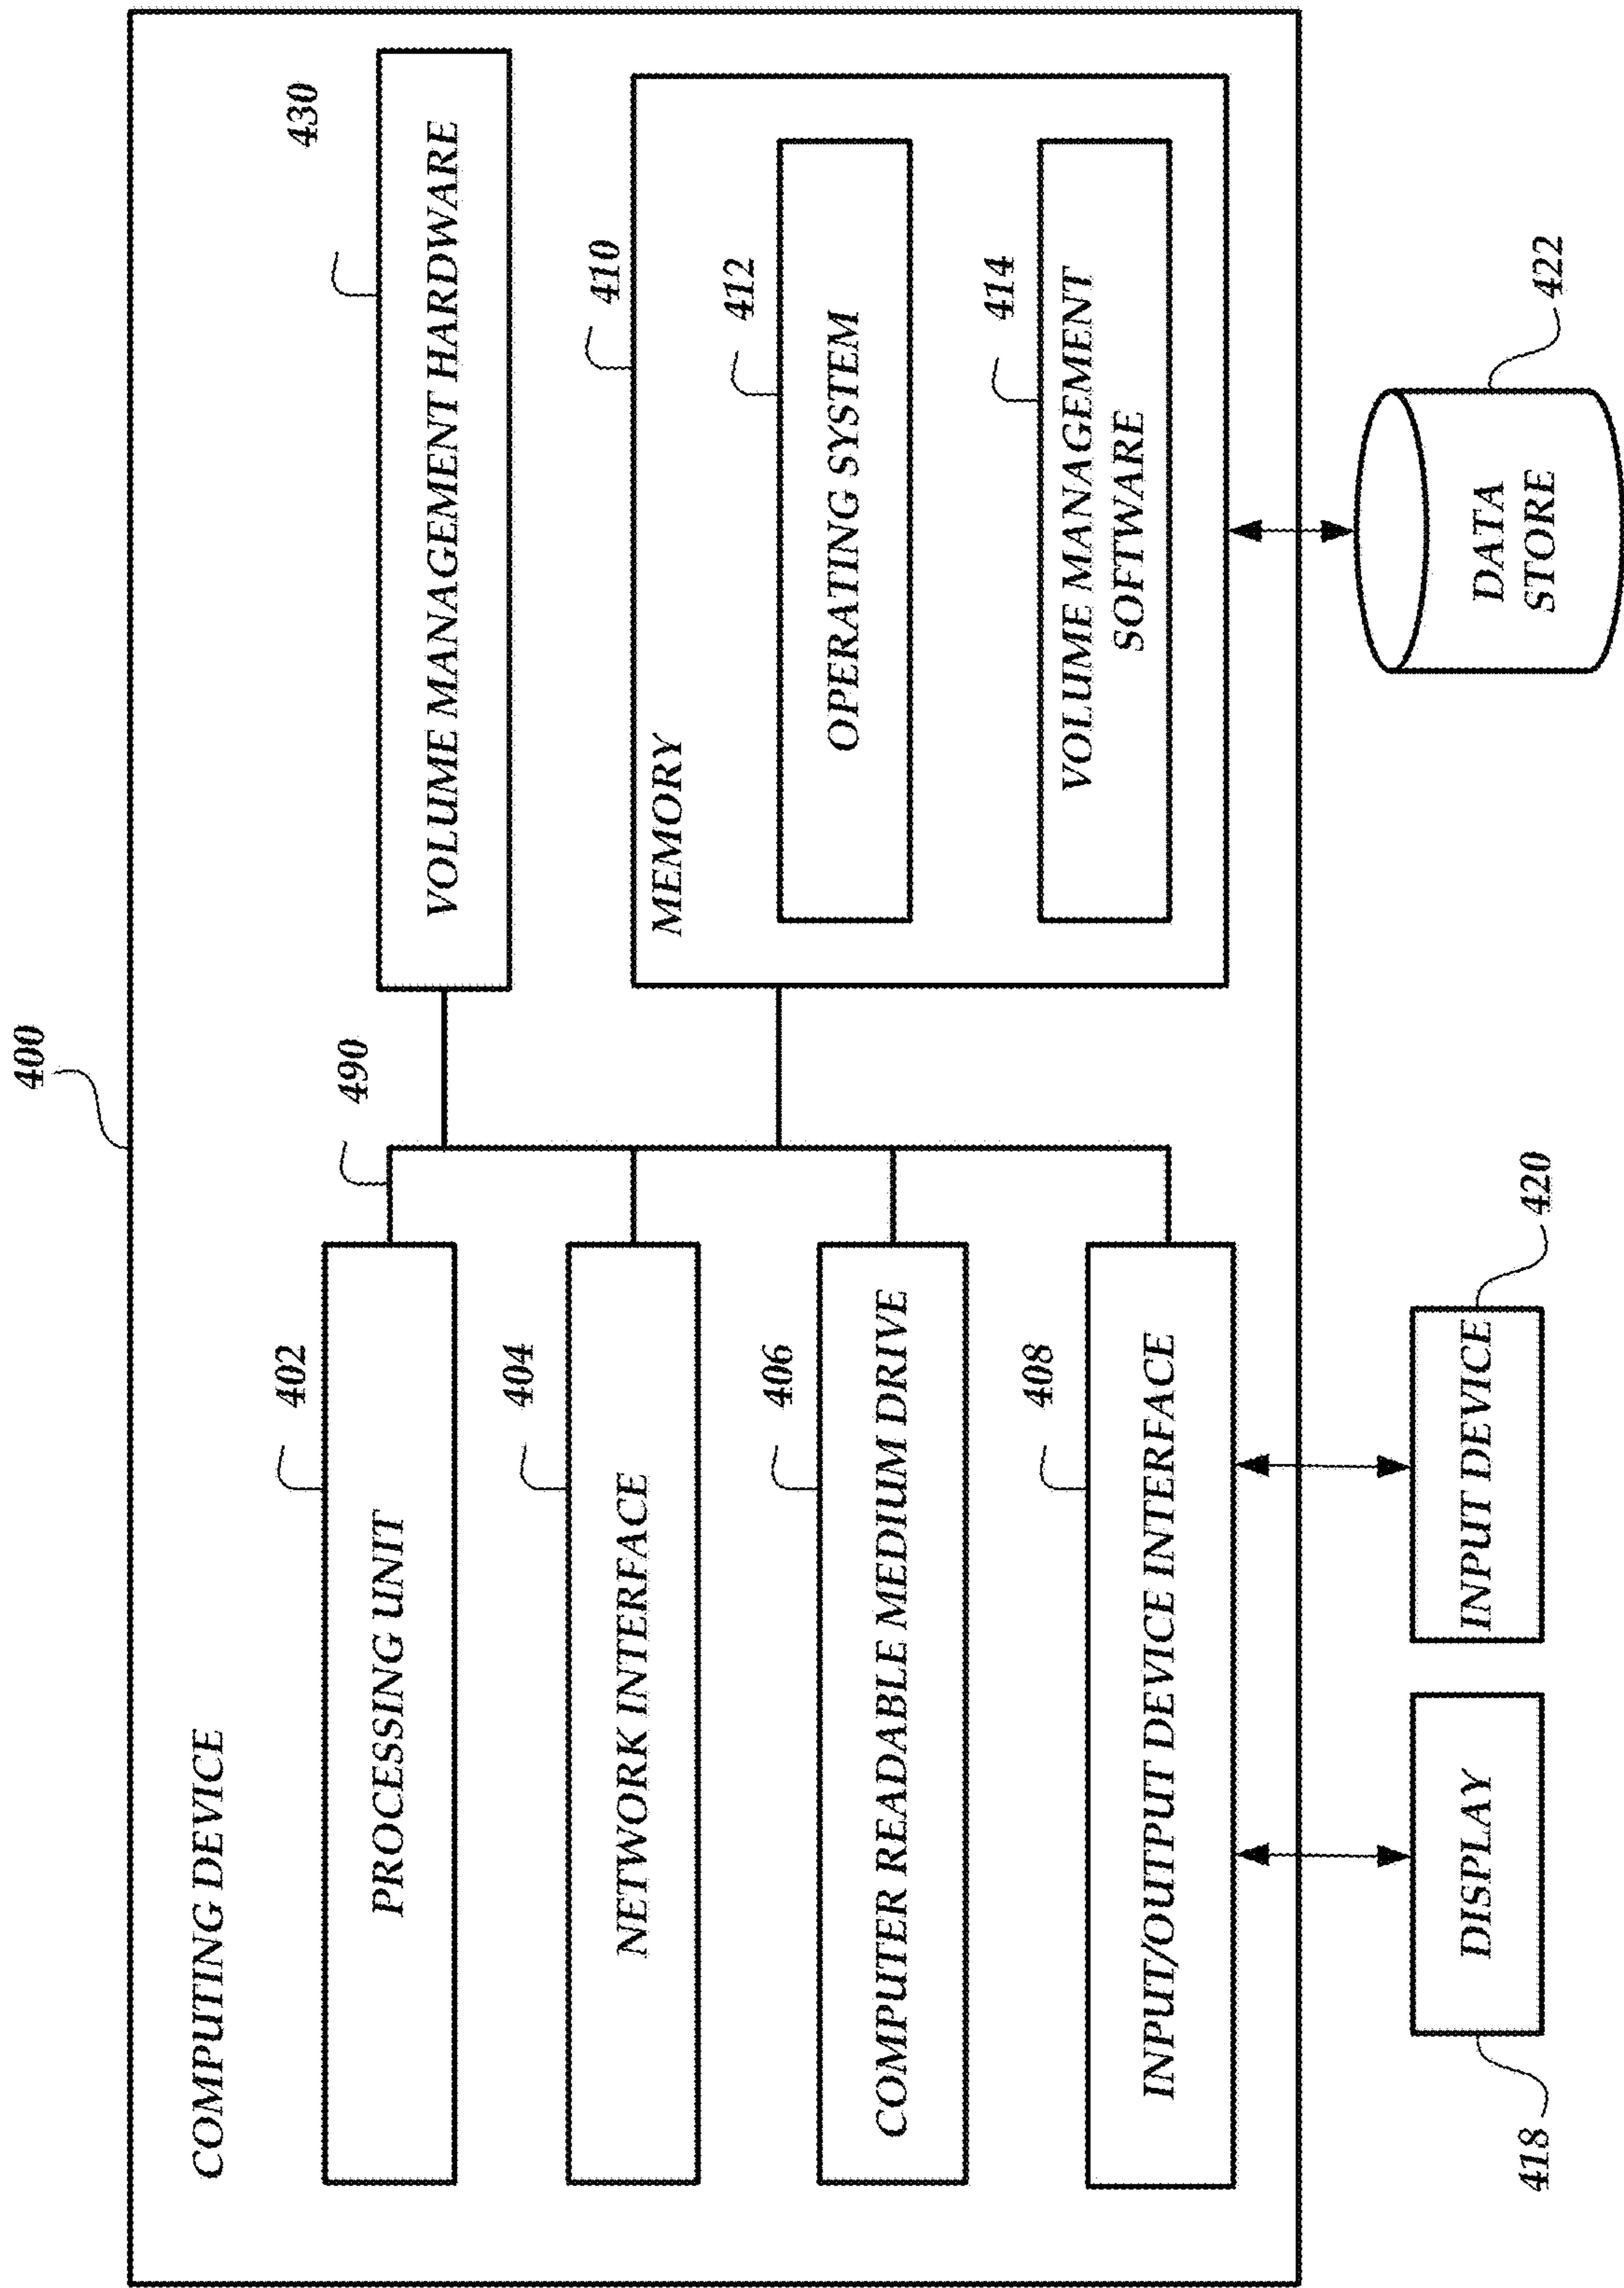 400
COMPUTING DEVICE
402
PROCESSING UNIT
404
NETWORK INTERFACE
406
COMPUTER READABLE MEDIUM DRIVE
408
INPUT/OUTPUT DEVICE INTERFACE
490
430
VOLUME MANAGEMENT HARDWARE
410
MEMORY
412
OPERATING SYSTEM
414
VOLUME MANAGEMENT
SOFTWARE
418
DISPLAY
INPUT DEVICE
420
DATA
STORE
422